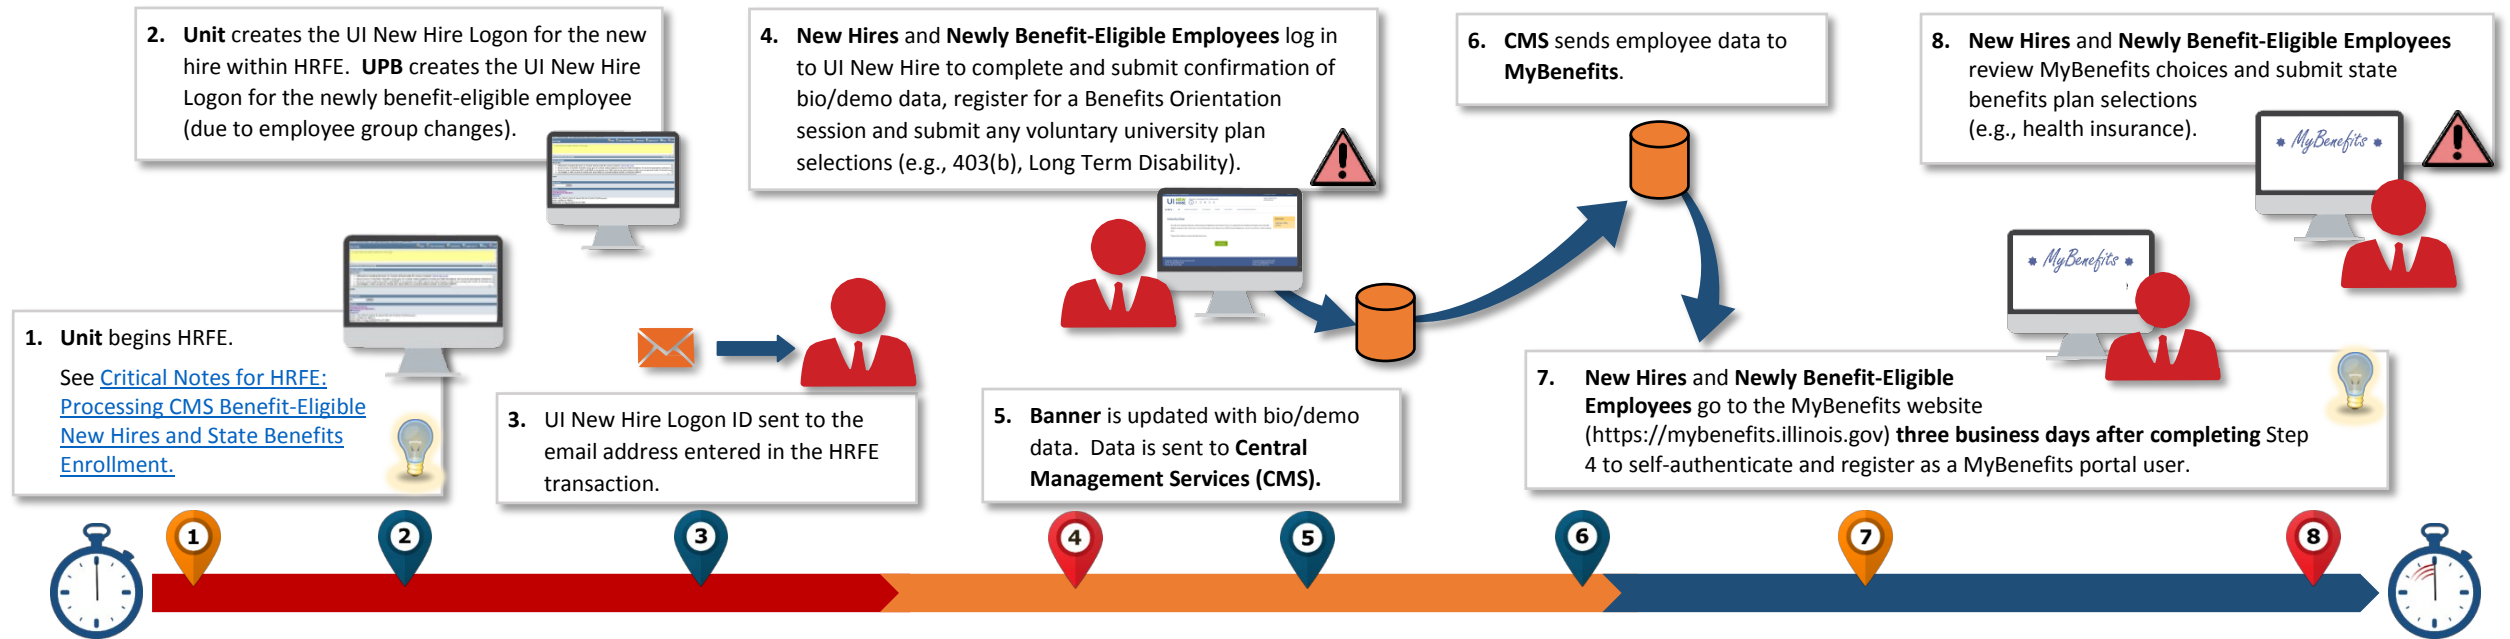 1. Unit begins HRFE.
See Critical Notes for HRFE:
Processing CMS Benefit-Eligible
New Hires and State Benefits
Enrollment.
2. Unit creates the UI New Hire Logon for the new
hire within HRFE. UPB creates the UI New Hire
Logon for the newly benefit-eligible employee
(due to employee group changes).
3. UI New Hire Logon ID sent to the
email address entered in the HRFE
transaction.
4. New Hires and Newly Benefit-Eligible Employees log in
to UI New Hire to complete and submit confirmation of
bio/demo data, register for a Benefits Orientation
session and submit any voluntary university plan
selections (e.g., 403(b), Long Term Disability).
UI NEW HIRE
5. Banner is updated with bio/demo
data. Data is sent to Central
Management Services (CMS).
6. CMS sends employee data to
MyBenefits.
7. New Hires and Newly Benefit-Eligible
Employees go to the MyBenefits website
(https://mybenefits.illinois.gov) three business days after completing Step
4 to self-authenticate and register as a MyBenefits portal user.
MyBenefits
8. New Hires and Newly Benefit-Eligible Employees
review MyBenefits choices and submit state
benefits plan selections
(e.g., health insurance).
MyBenefits
1 2 3 4 5 6 7 8